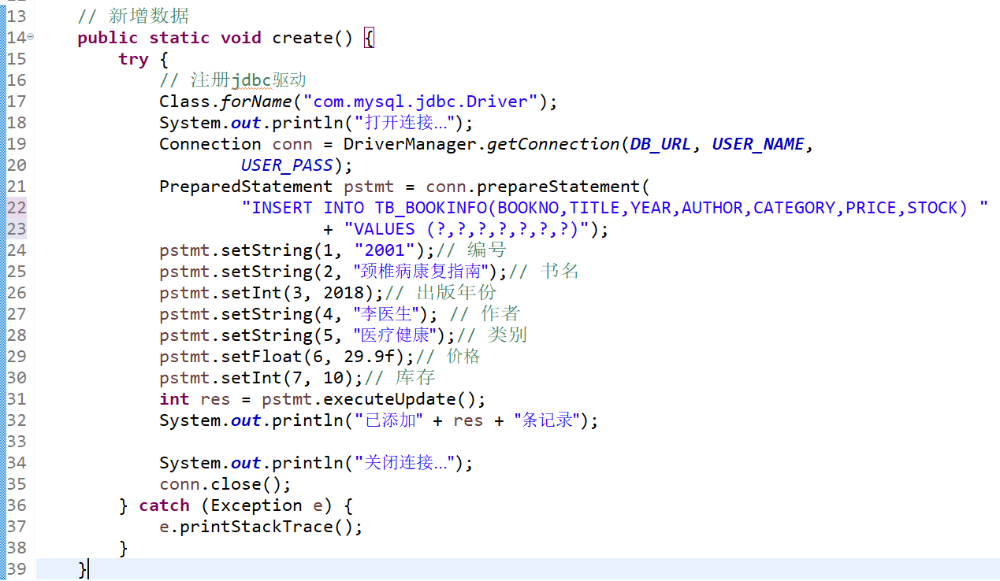 13 // 新增数据
14 public static void create() {
15 try {
16 // 注册jdbc驱动
17 Class.forName("com.mysql.jdbc.Driver");
18 System.out.println("打开连接...");
19 Connection conn = DriverManager.getConnection(DB_URL, USER_NAME,
20 USER_PASS);
21 PreparedStatement pstmt = conn.prepareStatement(
22 "INSERT INTO TB_BOOKINFO(BOOKNO,TITLE,YEAR,AUTHOR,CATEGORY,PRICE,STOCK) "
23 + "VALUES (?,?,?,?,?,?,?)");
24 pstmt.setString(1, "2001");// 编号
25 pstmt.setString(2, "颈椎病康复指南");// 书名
26 pstmt.setInt(3, 2018);// 出版年份
27 pstmt.setString(4, "李医生"); // 作者
28 pstmt.setString(5, "医疗健康");// 类别
29 pstmt.setFloat(6, 29.9f);// 价格
30 pstmt.setInt(7, 10);// 库存
31 int res = pstmt.executeUpdate();
32 System.out.println("已添加" + res + "条记录");
33
34 System.out.println("关闭连接...");
35 conn.close();
36 } catch (Exception e) {
37 e.printStackTrace();
38 }
39 }